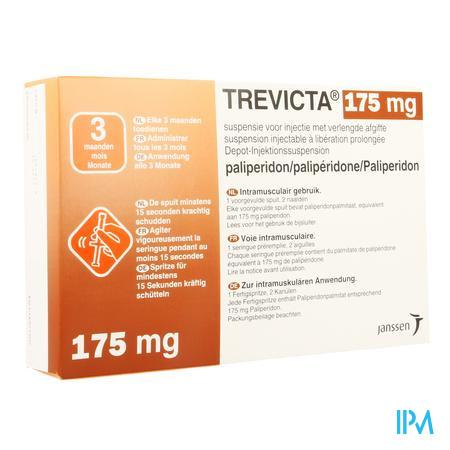 3
maanden
mois
Monate
NL Elke 3 maanden
toedienen
FR Administrer
tous les 3 mois
DE Anwendung
alle 3 Monate
NL De spuit minstens
15 seconden krachtig
schudden
FR Agiter
vigoureusement la
seringue pendant au
moins 15 secondes
DE Spritze für
mindestens
15 Sekunden kräftig
schütteln
175 mg
TREVICTA® 175 mg
suspensie voor injectie met verlengde afgifte
suspension injectable à libération prolongée
Depot-Injektionssuspension
paliperidon/palipéridone/Paliperidon
NL Intramusculair gebruik.
1 voorgevulde spuit, 2 naalden
Elke voorgevulde spuit bevat paliperidonpalmitaat, equivalent
aan 175 mg paliperidon.
Lees voor het gebruik de bijsluiter
FR Voie intramusculaire.
1 seringue préremplie, 2 aiguilles
Chaque seringue préremplie contient du palmitate de palipéridone
équivalent à 175 mg de palipéridone.
Lire la notice avant utilisation.
DE Zur intramuskulären Anwendung.
1 Fertigspritze, 2 Kanülen
Jede Fertigspritze enthält Paliperidonpalmitat entsprechend
175 mg Paliperidon.
Packungsbeilage beachten.
janssen
IPM